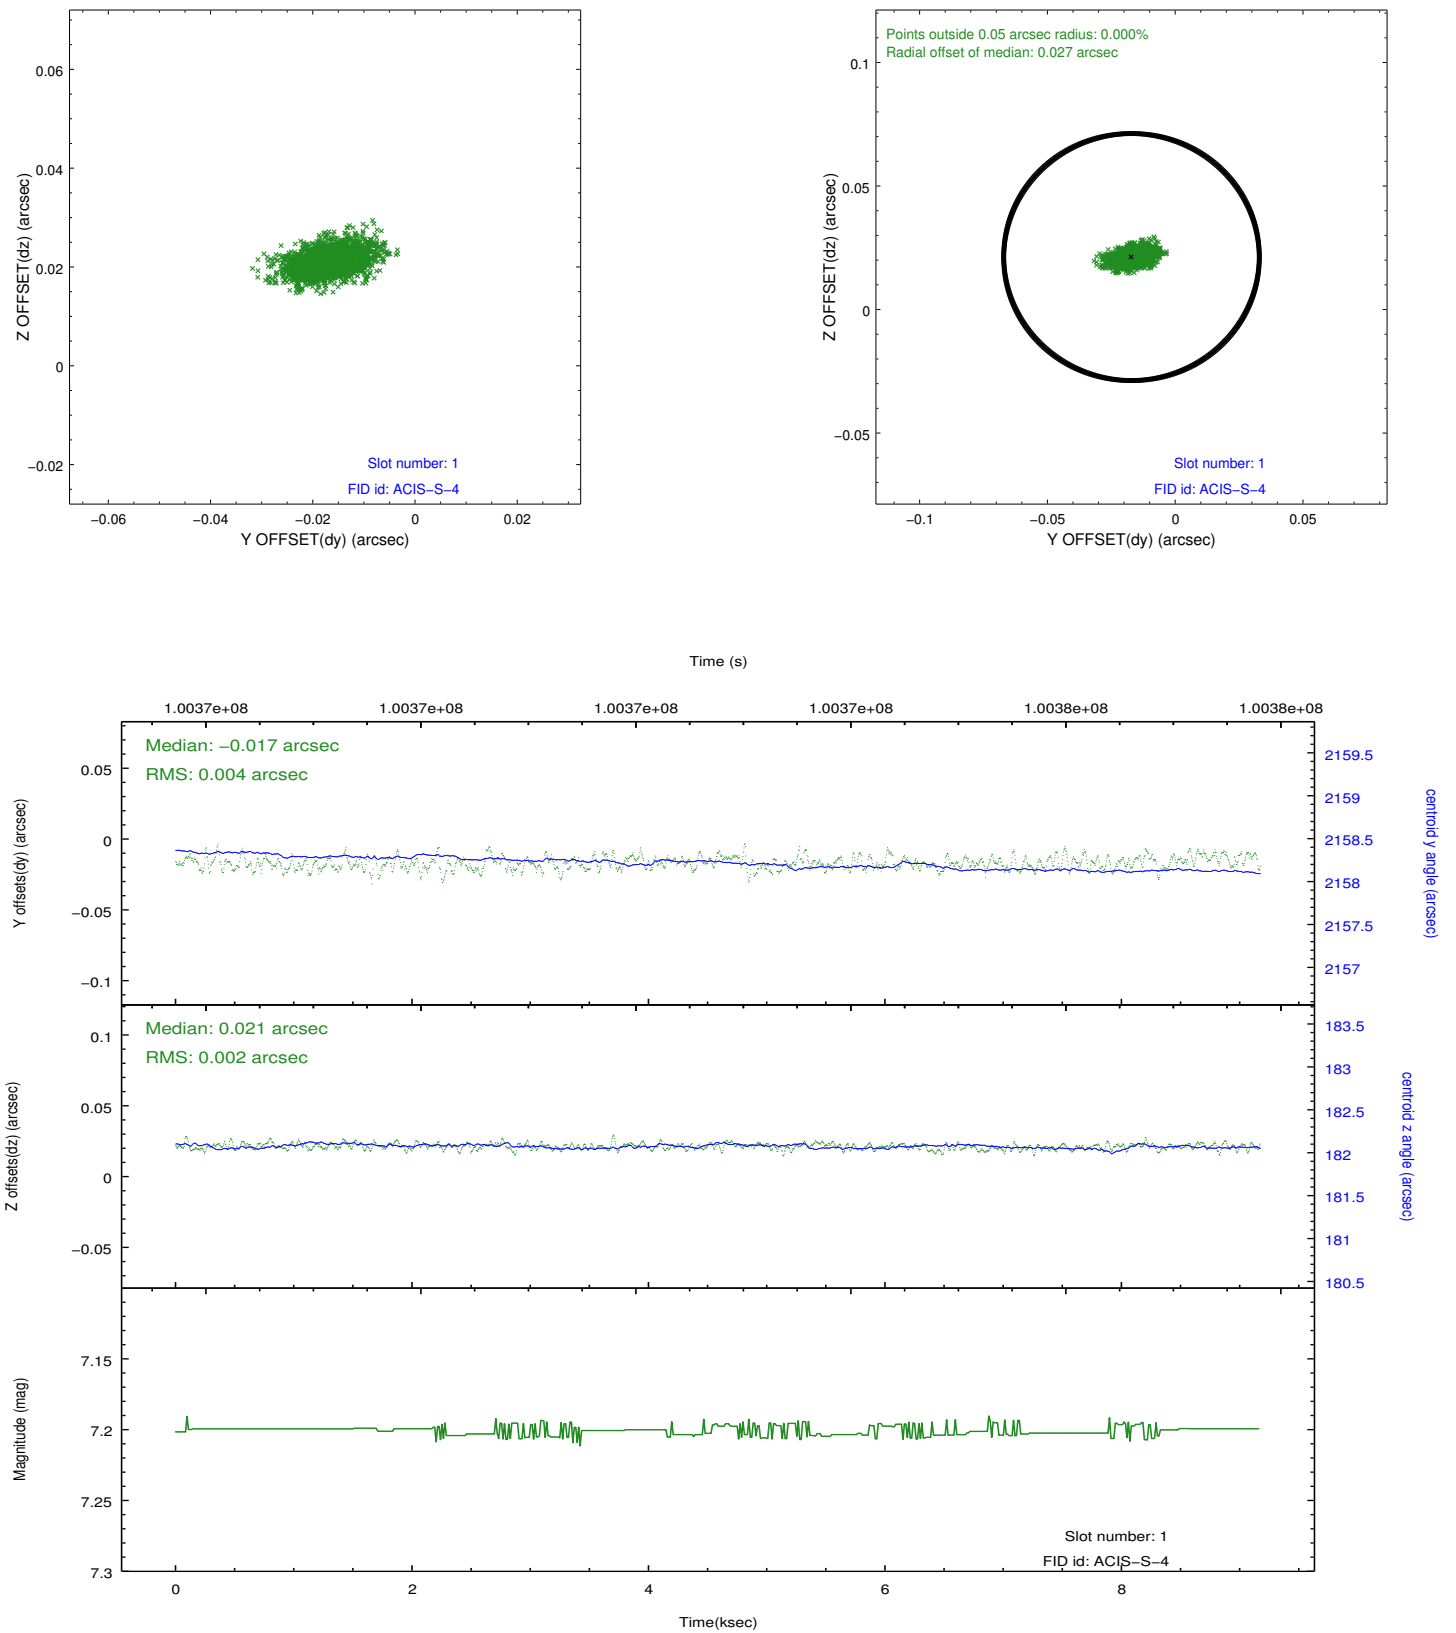 0.06
0.04
0.02
0
−0.02
Z OFFSET(dz) (arcsec)
Slot number: 1
FID id: ACIS−S−4
−0.06
−0.04
−0.02
0
0.02
Y OFFSET(dy) (arcsec)
Points outside 0.05 arcsec radius: 0.000%
Radial offset of median: 0.027 arcsec
0.1
0.05
0
−0.05
Z OFFSET(dz) (arcsec)
Slot number: 1
FID id: ACIS−S−4
−0.1
−0.05
0
0.05
Y OFFSET(dy) (arcsec)
Time (s)
1.0037e+08
1.0037e+08
1.0037e+08
1.0037e+08
1.0038e+08
1.0038e+08
Median: −0.017 arcsec
RMS: 0.004 arcsec
0.05
0
−0.05
−0.1
Y offsets(dy) (arcsec)
2159.5
2159
2158.5
2158
2157.5
2157
centroid y angle (arcsec)
Median: 0.021 arcsec
RMS: 0.002 arcsec
0.1
0.05
0
−0.05
Z offsets(dz) (arcsec)
183.5
183
182.5
182
181.5
181
180.5
centroid z angle (arcsec)
7.15
7.2
7.25
7.3
Magnitude (mag)
Slot number: 1
FID id: ACIS−S−4
0
2
4
6
8
Time(ksec)